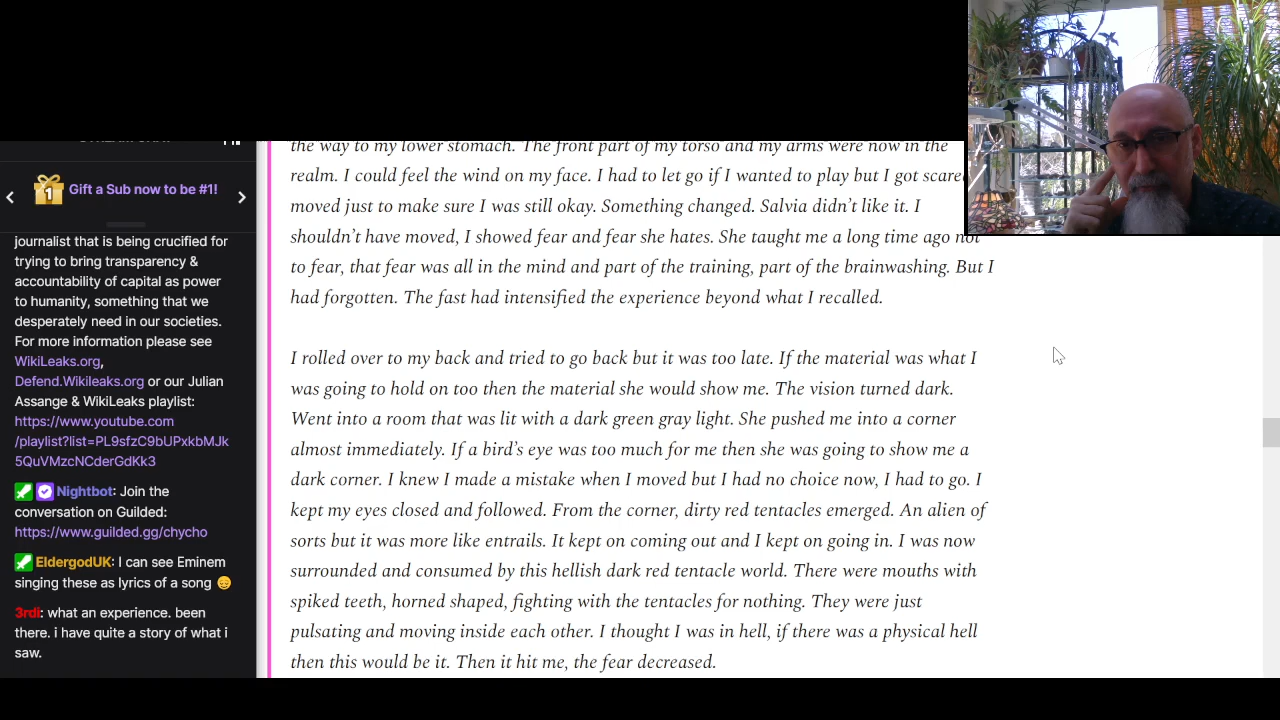 Gift a Sub now to be #1!
journalist that is being crucified for
trying to bring transparency &
accountability of capital as power
to humanity, something that we
desperately need in our societies.
For more information please see
WikiLeaks.org,
Defend.Wikileaks.org or our Julian
Assange & WikiLeaks playlist:
https://www.youtube.com
/playlist?list=PL9sfzC9bUPxkbMJk
5QuVMzcNCderGdKk3
Nightbot: Join the
conversation on Guilded:
https://www.guilded.gg/chycho
EldergodUK: I can see Eminem
singing these as lyrics of a song
3rdi: what an experience. been
there. i have quite a story of what i
saw.
the way to my lower stomach. The front part of my torso and my arms were now in the
realm. I could feel the wind on my face. I had to let go if I wanted to play but I got scared
moved just to make sure I was still okay. Something changed. Salvia didn't like it. I
shouldn't have moved, I showed fear and fear she hates. She taught me a long time ago not
to fear, that fear was all in the mind and part of the training, part of the brainwashing. But I
had forgotten. The fast had intensified the experience beyond what I recalled.
I rolled over to my back and tried to go back but it was too late. If the material was what I
was going to hold on too then the material she would show me. The vision turned dark.
Went into a room that was lit with a dark green gray light. She pushed me into a corner
almost immediately. If a bird's eye was too much for me then she was going to show me a
dark corner. I knew I made a mistake when I moved but I had no choice now, I had to go. I
kept my eyes closed and followed. From the corner, dirty red tentacles emerged. An alien of
sorts but it was more like entrails. It kept on coming out and I kept on going in. I was now
surrounded and consumed by this hellish dark red tentacle world. There were mouths with
spiked teeth, horned shaped, fighting with the tentacles for nothing. They were just
pulsating and moving inside each other. I thought I was in hell, if there was a physical hell
then this would be it. Then it hit me, the fear decreased.